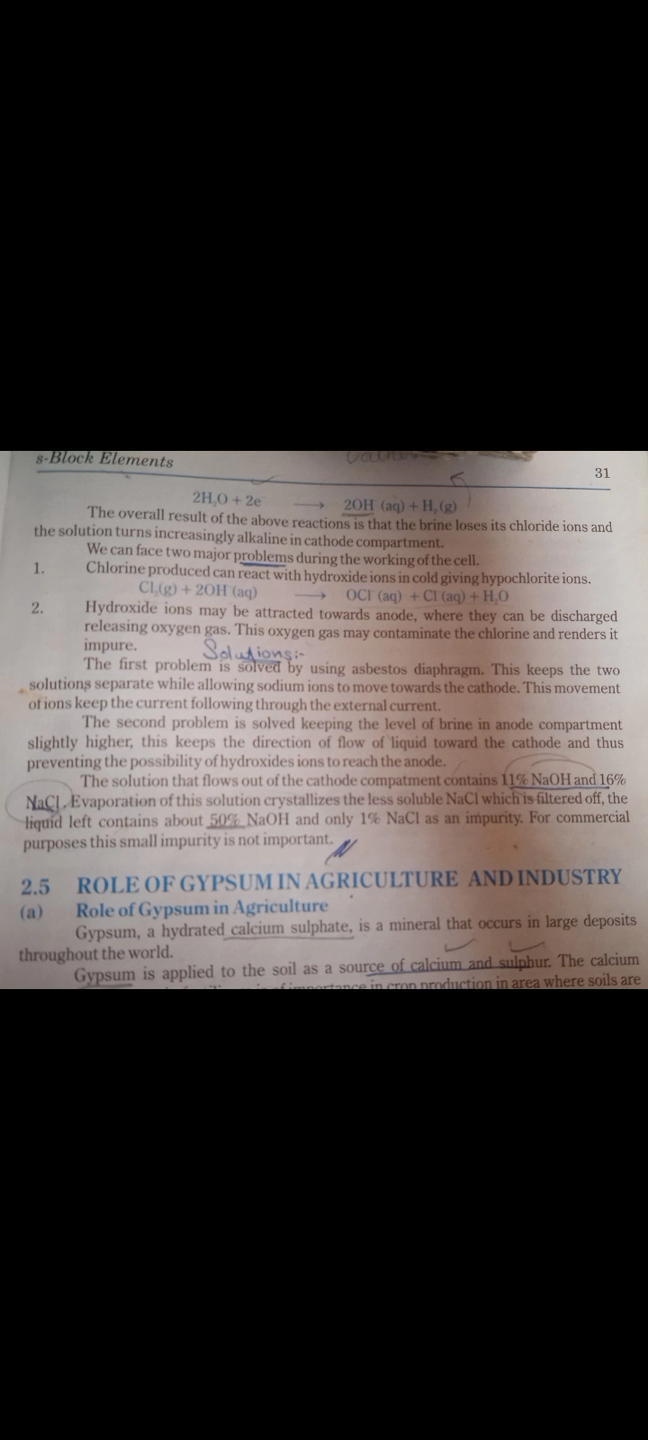 s-Block Elements
31
2H₂O + 2e⁻ ⟶ 2OH⁻(aq) + H₂(g)
The overall result of the above reactions is that the brine loses its chloride ions and
the solution turns increasingly alkaline in cathode compartment.
We can face two major problems during the working of the cell.
1. Chlorine produced can react with hydroxide ions in cold giving hypochlorite ions.
Cl₂(g) + 2OH⁻(aq) ⟶ OCl⁻(aq) + Cl⁻(aq) + H₂O
2. Hydroxide ions may be attracted towards anode, where they can be discharged
releasing oxygen gas. This oxygen gas may contaminate the chlorine and renders it
impure.
Solutions:-
The first problem is solved by using asbestos diaphragm. This keeps the two
solutions separate while allowing sodium ions to move towards the cathode. This movement
of ions keep the current following through the external current.
The second problem is solved keeping the level of brine in anode compartment
slightly higher, this keeps the direction of flow of liquid toward the cathode and thus
preventing the possibility of hydroxides ions to reach the anode.
The solution that flows out of the cathode compatment contains 11% NaOH and 16%
NaCl. Evaporation of this solution crystallizes the less soluble NaCl which is filtered off, the
liquid left contains about 50% NaOH and only 1% NaCl as an impurity. For commercial
purposes this small impurity is not important.
2.5 ROLE OF GYPSUM IN AGRICULTURE AND INDUSTRY
(a) Role of Gypsum in Agriculture
Gypsum, a hydrated calcium sulphate, is a mineral that occurs in large deposits
throughout the world.
Gypsum is applied to the soil as a source of calcium and sulphur. The calcium
in crop production in area where soils are